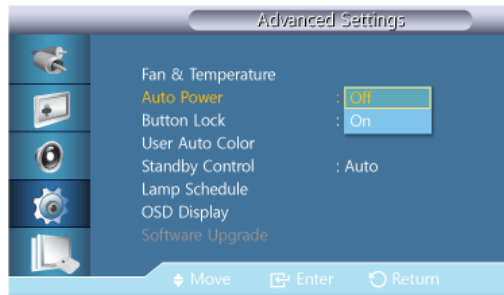 Advanced Settings
Fan & Temperature
Auto Power : Off
Button Lock : On
User Auto Color
Standby Control : Auto
Lamp Schedule
OSD Display
Software Upgrade
Move Enter Return